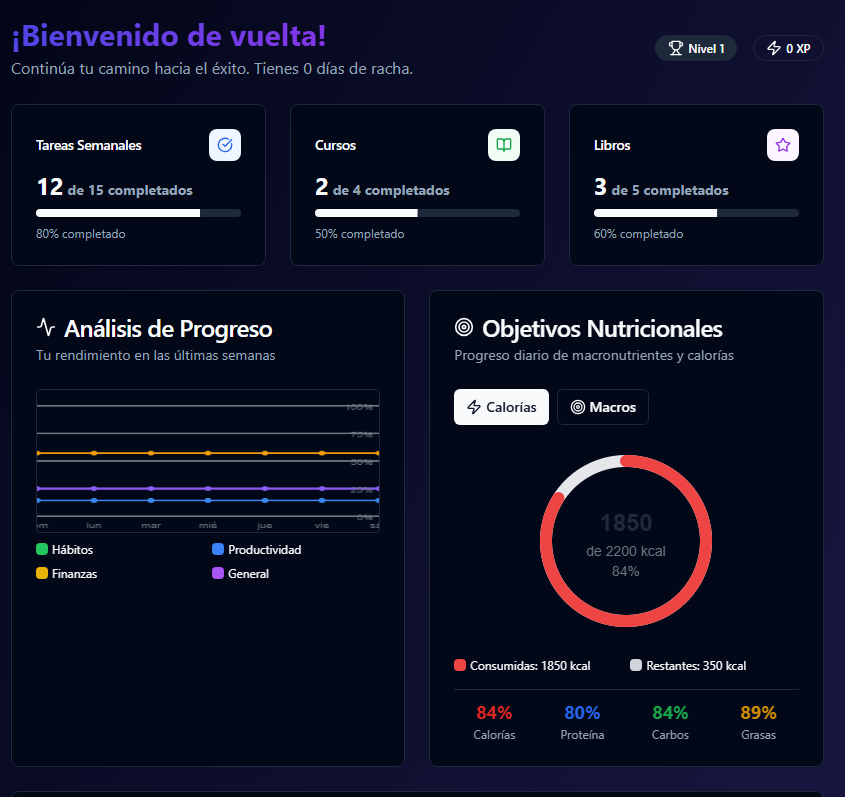 ¡Bienvenido de vuelta!
Continúa tu camino hacia el éxito. Tienes 0 días de racha.
Nivel 1
0 XP
Tareas Semanales
12 de 15 completados
80% completado
Cursos
2 de 4 completados
50% completado
Libros
3 de 5 completados
60% completado
Análisis de Progreso
Tu rendimiento en las últimas semanas
100%
75%
50%
25%
0%
om lun mar mié jue vie sá
Hábitos
Productividad
Finanzas
General
Objetivos Nutricionales
Progreso diario de macronutrientes y calorías
Calorías
Macros
1850
de 2200 kcal
84%
Consumidas: 1850 kcal
Restantes: 350 kcal
84% 80% 84% 89%
Calorías Proteína Carbos Grasas